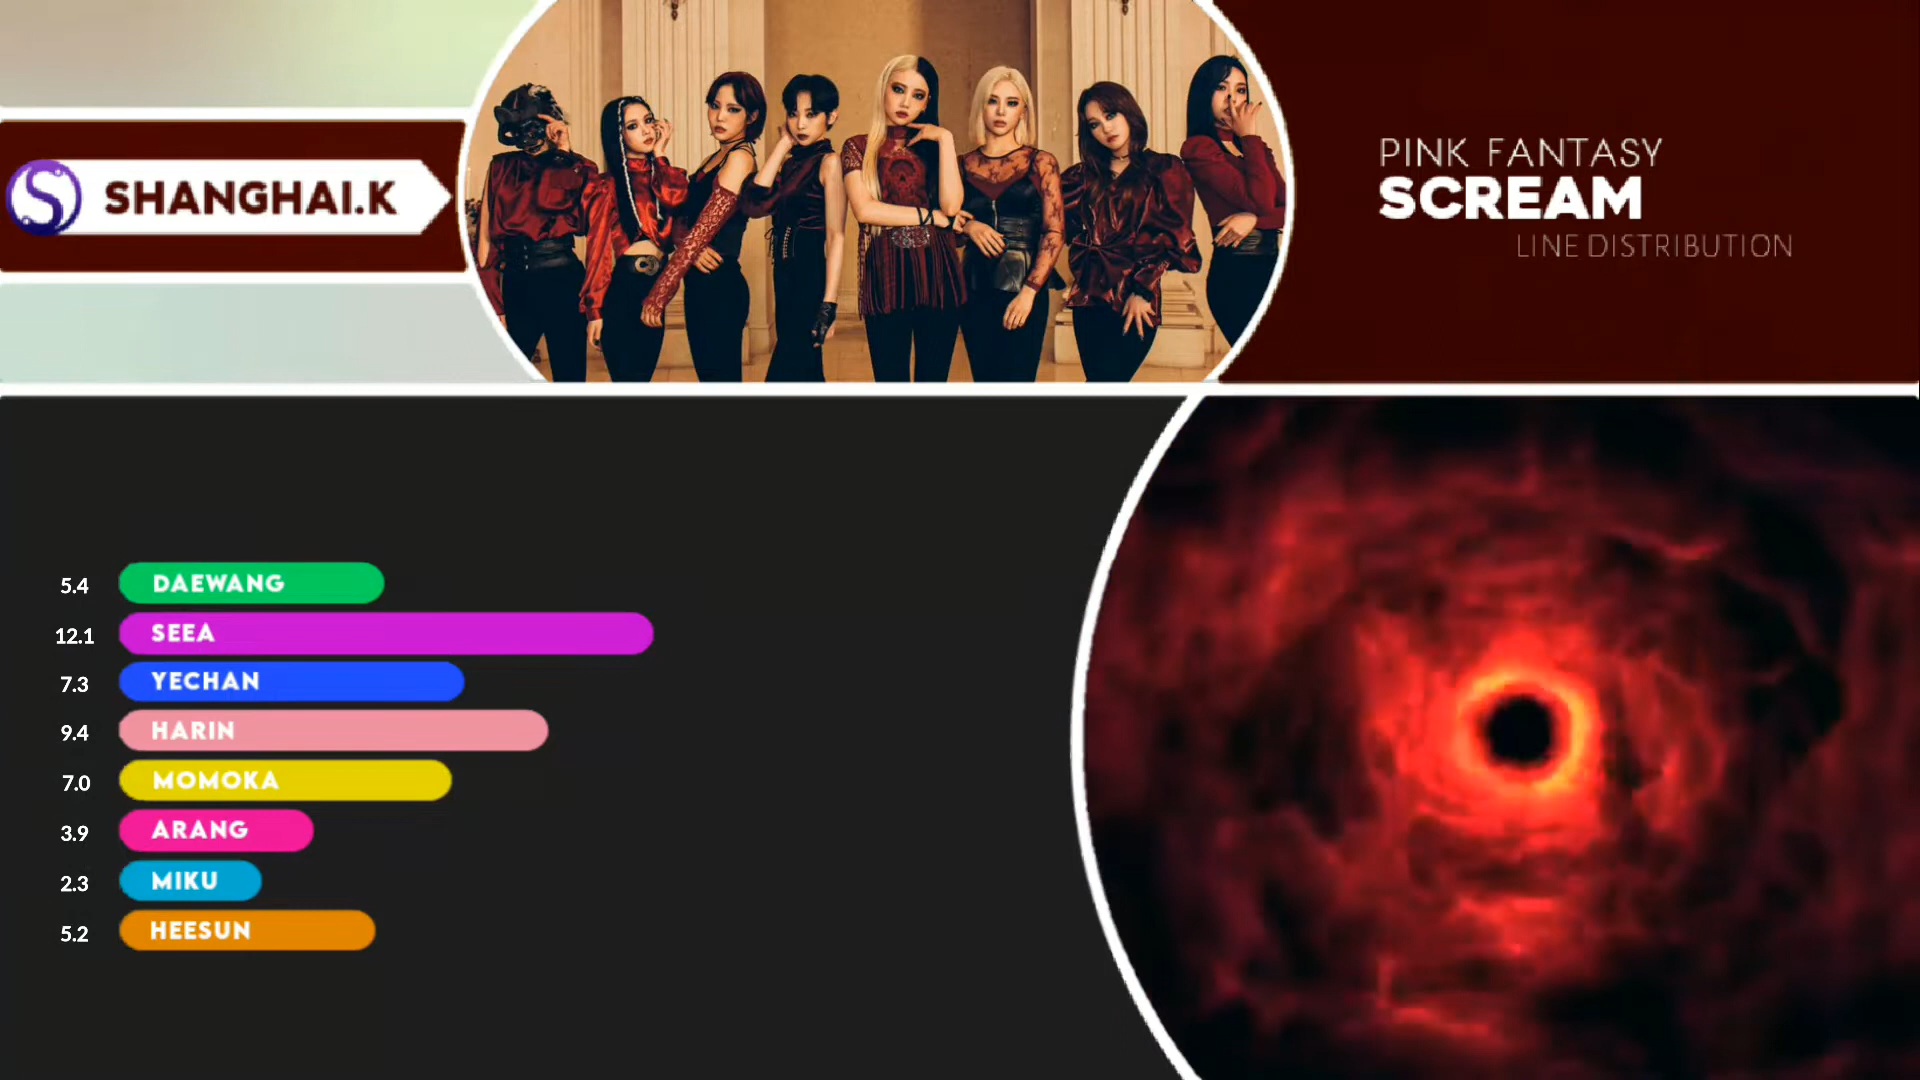 S SHANGHAI.K
PINK FANTASY
SCREAM
LINE DISTRIBUTION
5.4 DAEWANG
12.1 SEEA
7.3 YECHAN
9.4 HARIN
7.0 MOMOKA
3.9 ARANG
2.3 MIKU
5.2 HEESUN